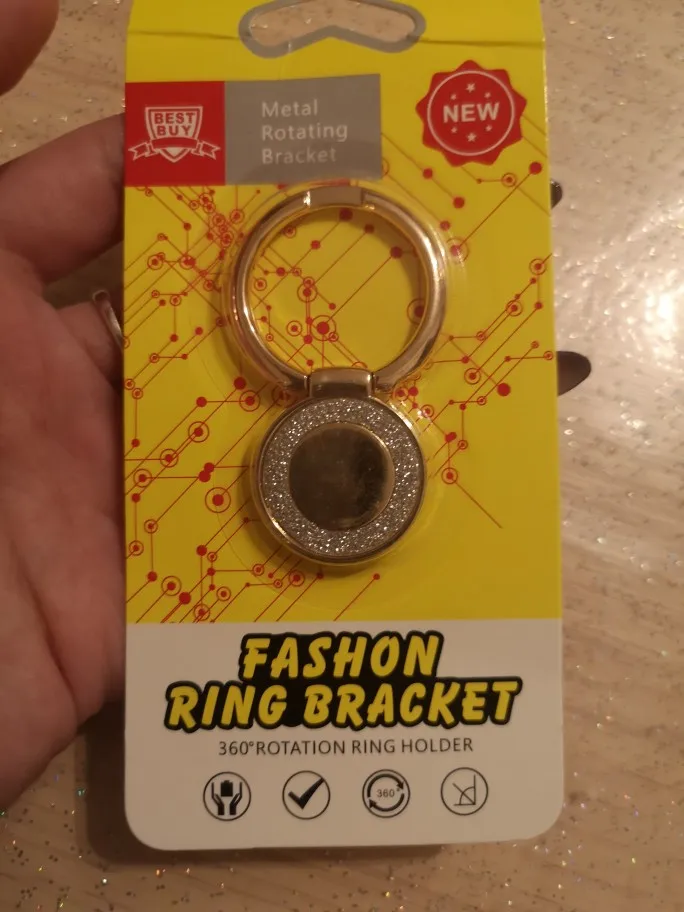 BEST
BUY
Metal
Rotating
Bracket
NEW
FASHON
RING BRACKET
360°ROTATION RING HOLDER
360°